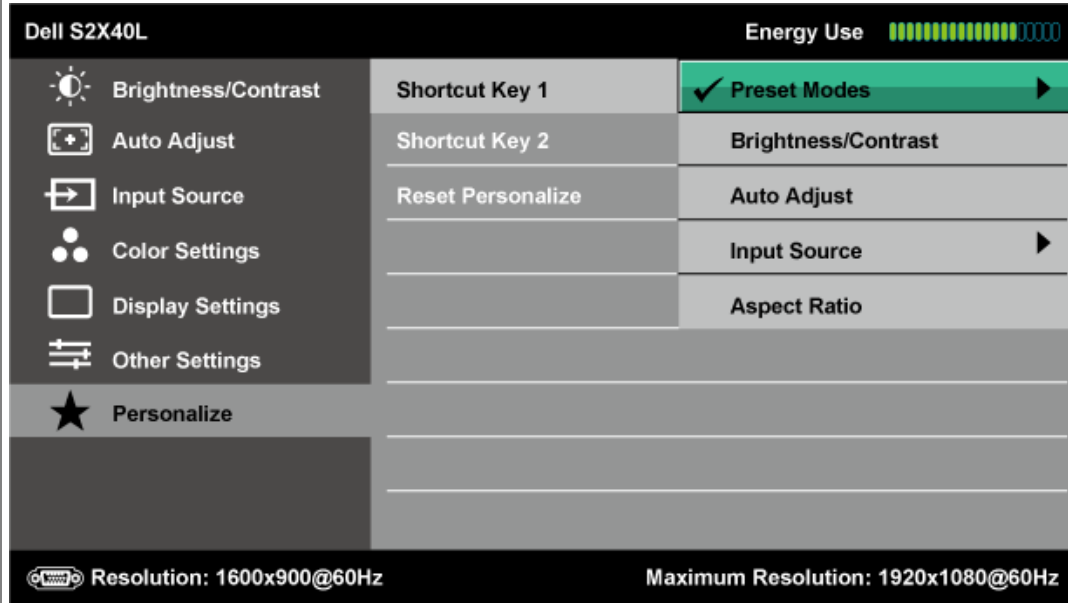 Dell S2X40L
Energy Use
Brightness/Contrast
Auto Adjust
Input Source
Color Settings
Display Settings
Other Settings
Personalize
Shortcut Key 1
Shortcut Key 2
Reset Personalize
Preset Modes
Brightness/Contrast
Auto Adjust
Input Source
Aspect Ratio
Resolution: 1600x900@60Hz
Maximum Resolution: 1920x1080@60Hz